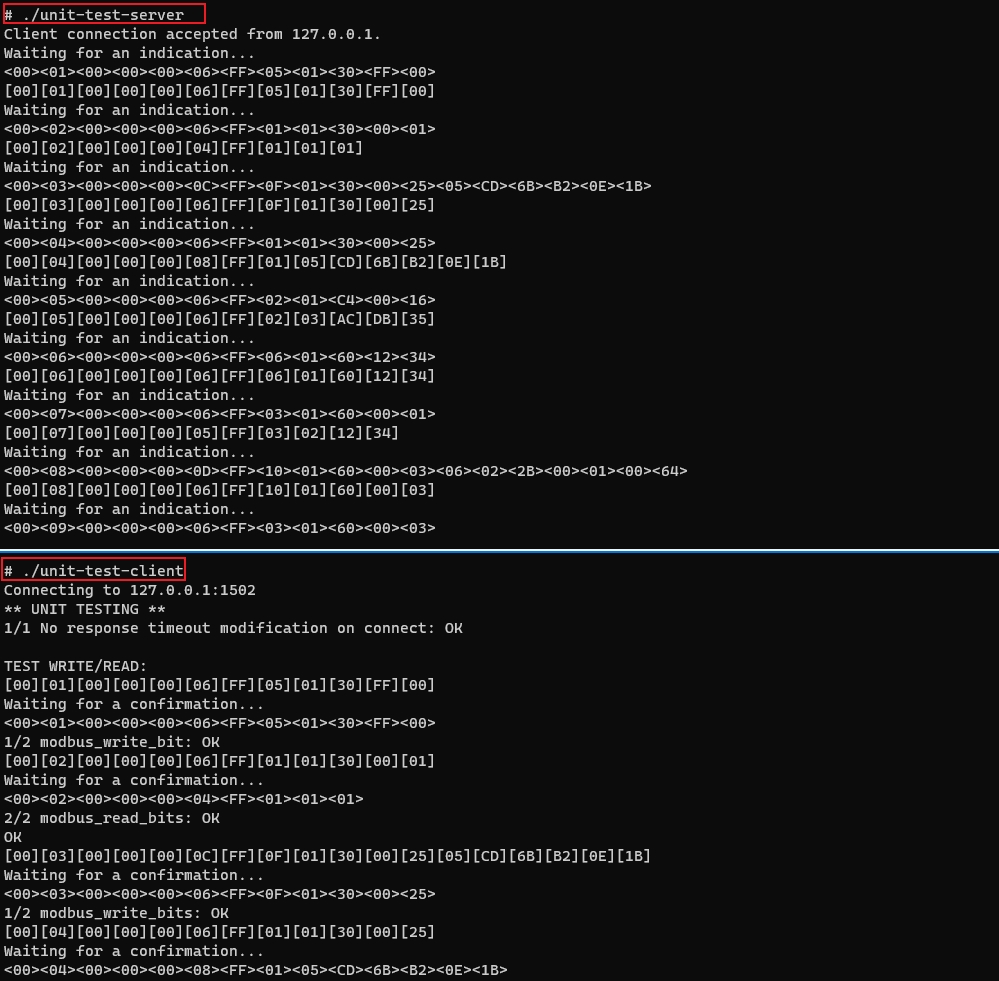 # ./unit-test-server
Client connection accepted from 127.0.0.1.
Waiting for an indication...
<00><01><00><00><00><06><FF><05><01><30><FF><00>
[00][01][00][00][00][06][FF][05][01][30][FF][00]
Waiting for an indication...
<00><02><00><00><00><06><FF><01><01><30><00><01>
[00][02][00][00][00][04][FF][01][01][01]
Waiting for an indication...
<00><03><00><00><00><0C><FF><0F><01><30><00><25><05><CD><6B><B2><0E><1B>
[00][03][00][00][00][06][FF][0F][01][30][00][25]
Waiting for an indication...
<00><04><00><00><00><06><FF><01><01><30><00><25>
[00][04][00][00][00][08][FF][01][05][CD][6B][B2][0E][1B]
Waiting for an indication...
<00><05><00><00><00><06><FF><02><01><C4><00><16>
[00][05][00][00][00][06][FF][02][03][AC][DB][35]
Waiting for an indication...
<00><06><00><00><00><06><FF><06><01><60><12><34>
[00][06][00][00][00][06][FF][06][01][60][12][34]
Waiting for an indication...
<00><07><00><00><00><06><FF><03><01><60><00><01>
[00][07][00][00][00][05][FF][03][02][12][34]
Waiting for an indication...
<00><08><00><00><00><0D><FF><10><01><60><00><03><06><02><2B><00><01><00><64>
[00][08][00][00][00][06][FF][10][01][60][00][03]
Waiting for an indication...
<00><09><00><00><00><06><FF><03><01><60><00><03>
# ./unit-test-client
Connecting to 127.0.0.1:1502
** UNIT TESTING **
1/1 No response timeout modification on connect: OK
TEST WRITE/READ:
[00][01][00][00][00][06][FF][05][01][30][FF][00]
Waiting for a confirmation...
<00><01><00><00><00><06><FF><05><01><30><FF><00>
1/2 modbus_write_bit: OK
[00][02][00][00][00][06][FF][01][01][30][00][01]
Waiting for a confirmation...
<00><02><00><00><00><04><FF><01><01><01>
2/2 modbus_read_bits: OK
OK
[00][03][00][00][00][0C][FF][0F][01][30][00][25][05][CD][6B][B2][0E][1B]
Waiting for a confirmation...
<00><03><00><00><00><06><FF><0F><01><30><00><25>
1/2 modbus_write_bits: OK
[00][04][00][00][00][06][FF][01][01][30][00][25]
Waiting for a confirmation...
<00><04><00><00><00><08><FF><01><05><CD><6B><B2><0E><1B>